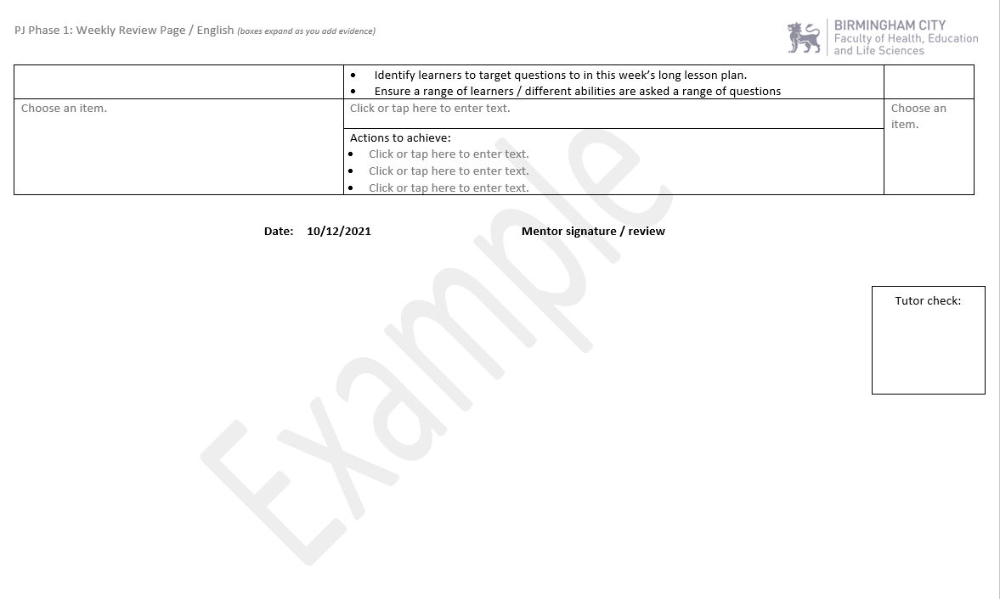 PJ Phase 1: Weekly Review Page / English (boxes expand as you add evidence)
BIRMINGHAM CITY
Faculty of Health, Education
and Life Sciences
• Identify learners to target questions to in this week's long lesson plan.
• Ensure a range of learners / different abilities are asked a range of questions
Choose an item.
Click or tap here to enter text.
Choose an
item.
Actions to achieve:
• Click or tap here to enter text.
• Click or tap here to enter text.
• Click or tap here to enter text.
Date: 10/12/2021 Mentor signature / review
Tutor check:
Example